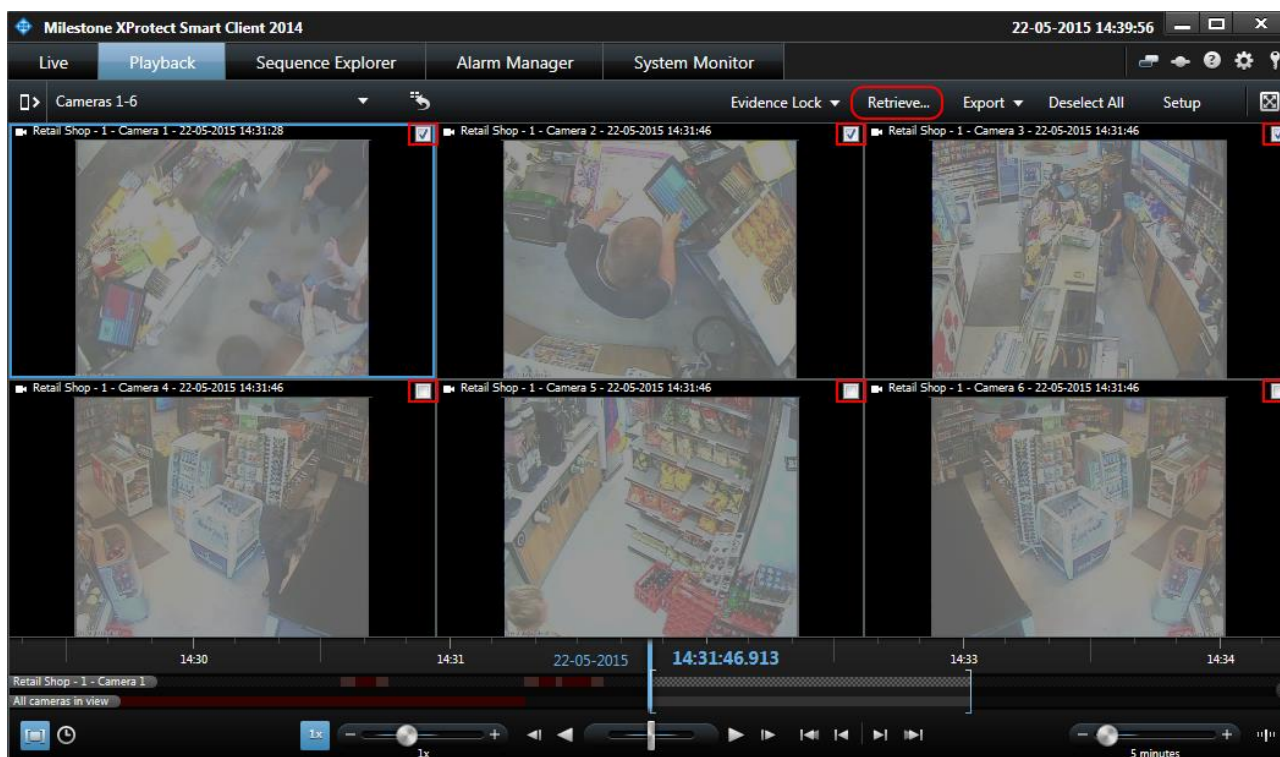 Milestone XProtect Smart Client 2014
22-05-2015 14:39:56
Live Playback Sequence Explorer Alarm Manager System Monitor
Cameras 1-6
Evidence Lock Retrieve... Export Deselect All Setup
Retail Shop - 1 - Camera 1 - 22-05-2015 14:31:28
Retail Shop - 1 - Camera 2 - 22-05-2015 14:31:46
Retail Shop - 1 - Camera 3 - 22-05-2015 14:31:46
Retail Shop - 1 - Camera 4 - 22-05-2015 14:31:46
Retail Shop - 1 - Camera 5 - 22-05-2015 14:31:46
Retail Shop - 1 - Camera 6 - 22-05-2015 14:31:46
14:30 14:31 22-05-2015 14:31:46.913 14:33 14:34
Retail Shop - 1 - Camera 1
All cameras in view
1x
1x
5 minutes